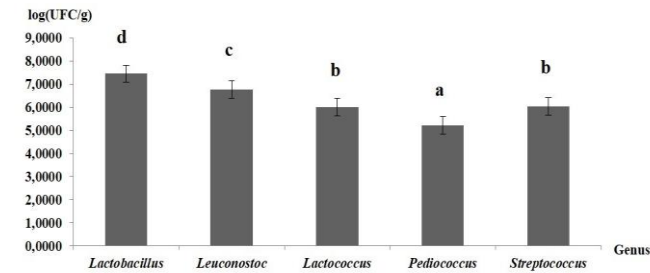 log(UFC/g)
9,0000
8,0000
7,0000
6,0000
5,0000
4,0000
3,0000
2,0000
1,0000
0,0000
d
c
b
a
b
Lactobacillus Leuconostoc Lactococcus Pediococcus Streptococcus
Genus